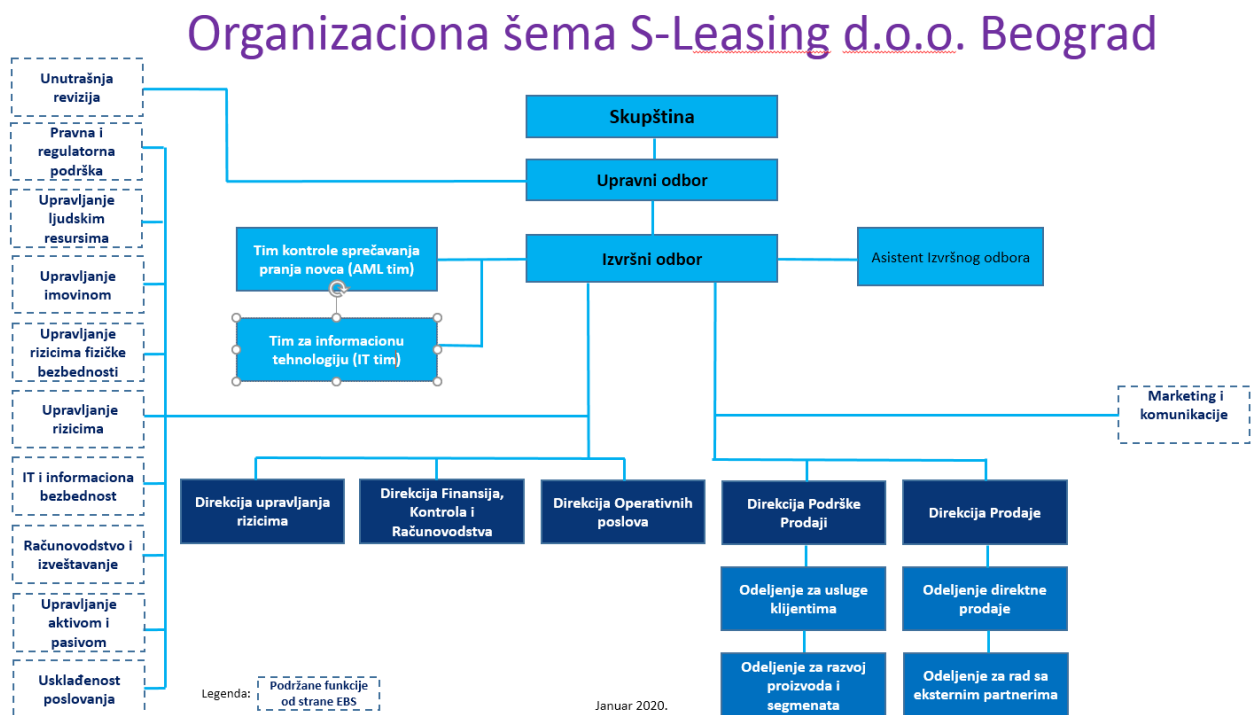 Organizaciona šema S-Leasing d.o.o. Beograd
Unutrašnja
revizija
Pravna i
regulatorna
podrška
Upravljanje
ljudskim
resursima
Upravljanje
imovinom
Upravljanje
rizicima fizičke
bezbednosti
Upravljanje
rizicima
IT i informaciona
bezbednost
Računovodstvo i
izveštavanje
Upravljanje
aktivom i
pasivom
Usklađenost
poslovanja
Skupština
Upravni odbor
Izvršni odbor
Tim kontrole sprečavanja
pranja novca (AML tim)
Tim za informacionu
tehnologiju (IT tim)
Asistent Izvršnog odbora
Marketing i
komunikacije
Direkcija upravljanja
rizicima
Direkcija Finansija,
Kontrola i
Računovodstva
Direkcija Operativnih
poslova
Direkcija Podrške
Prodaji
Direkcija Prodaje
Odeljenje za usluge
klijentima
Odeljenje direktne
prodaje
Odeljenje za razvoj
proizvoda i
segmenata
Odeljenje za rad sa
eksternim partnerima
Legenda:
Podržane funkcije
od strane EBS
Januar 2020.